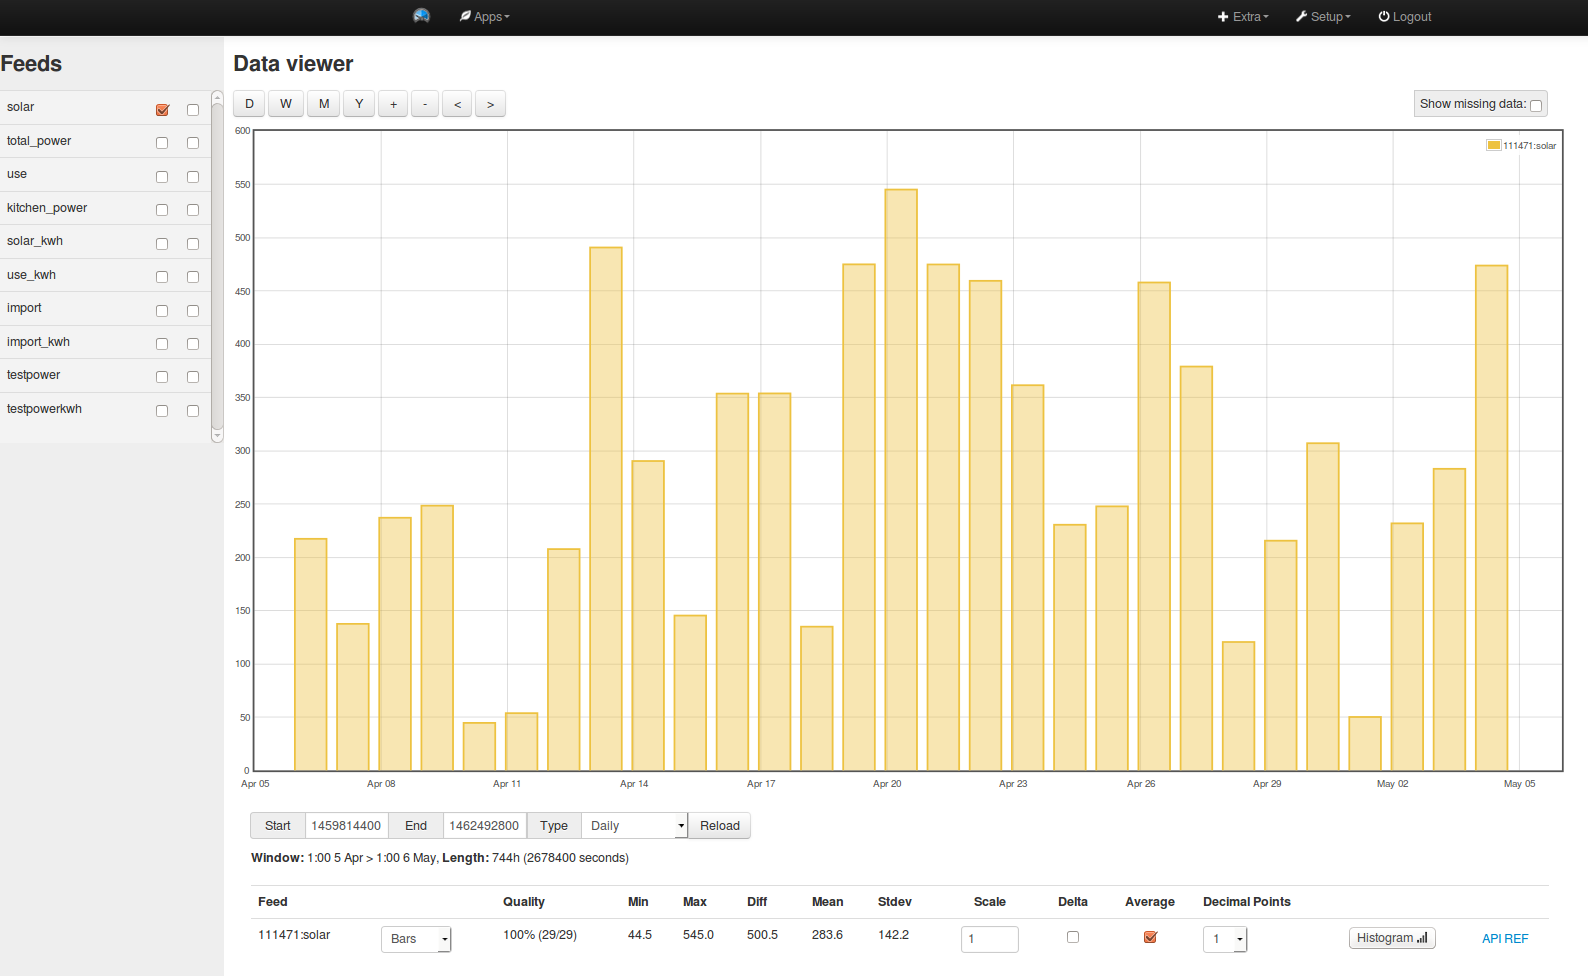 Apps
Extra
Setup
Logout
Feeds
solar
total_power
use
kitchen_power
solar_kwh
use_kwh
import
import_kwh
testpower
testpowerkwh
Data viewer
D W M Y + - < >
Show missing data:
111471:solar
600
550
500
450
400
350
300
250
200
150
100
50
0
Apr 05 Apr 08 Apr 11 Apr 14 Apr 17 Apr 20 Apr 23 Apr 26 Apr 29 May 02 May 05
Start 1459814400 End 1462492800 Type Daily Reload
Window: 1:00 5 Apr > 1:00 6 May, Length: 744h (2678400 seconds)
Feed Quality Min Max Diff Mean Stdev Scale Delta Average Decimal Points
111471:solar Bars 100% (29/29) 44.5 545.0 500.5 283.6 142.2 1 1 Histogram API REF